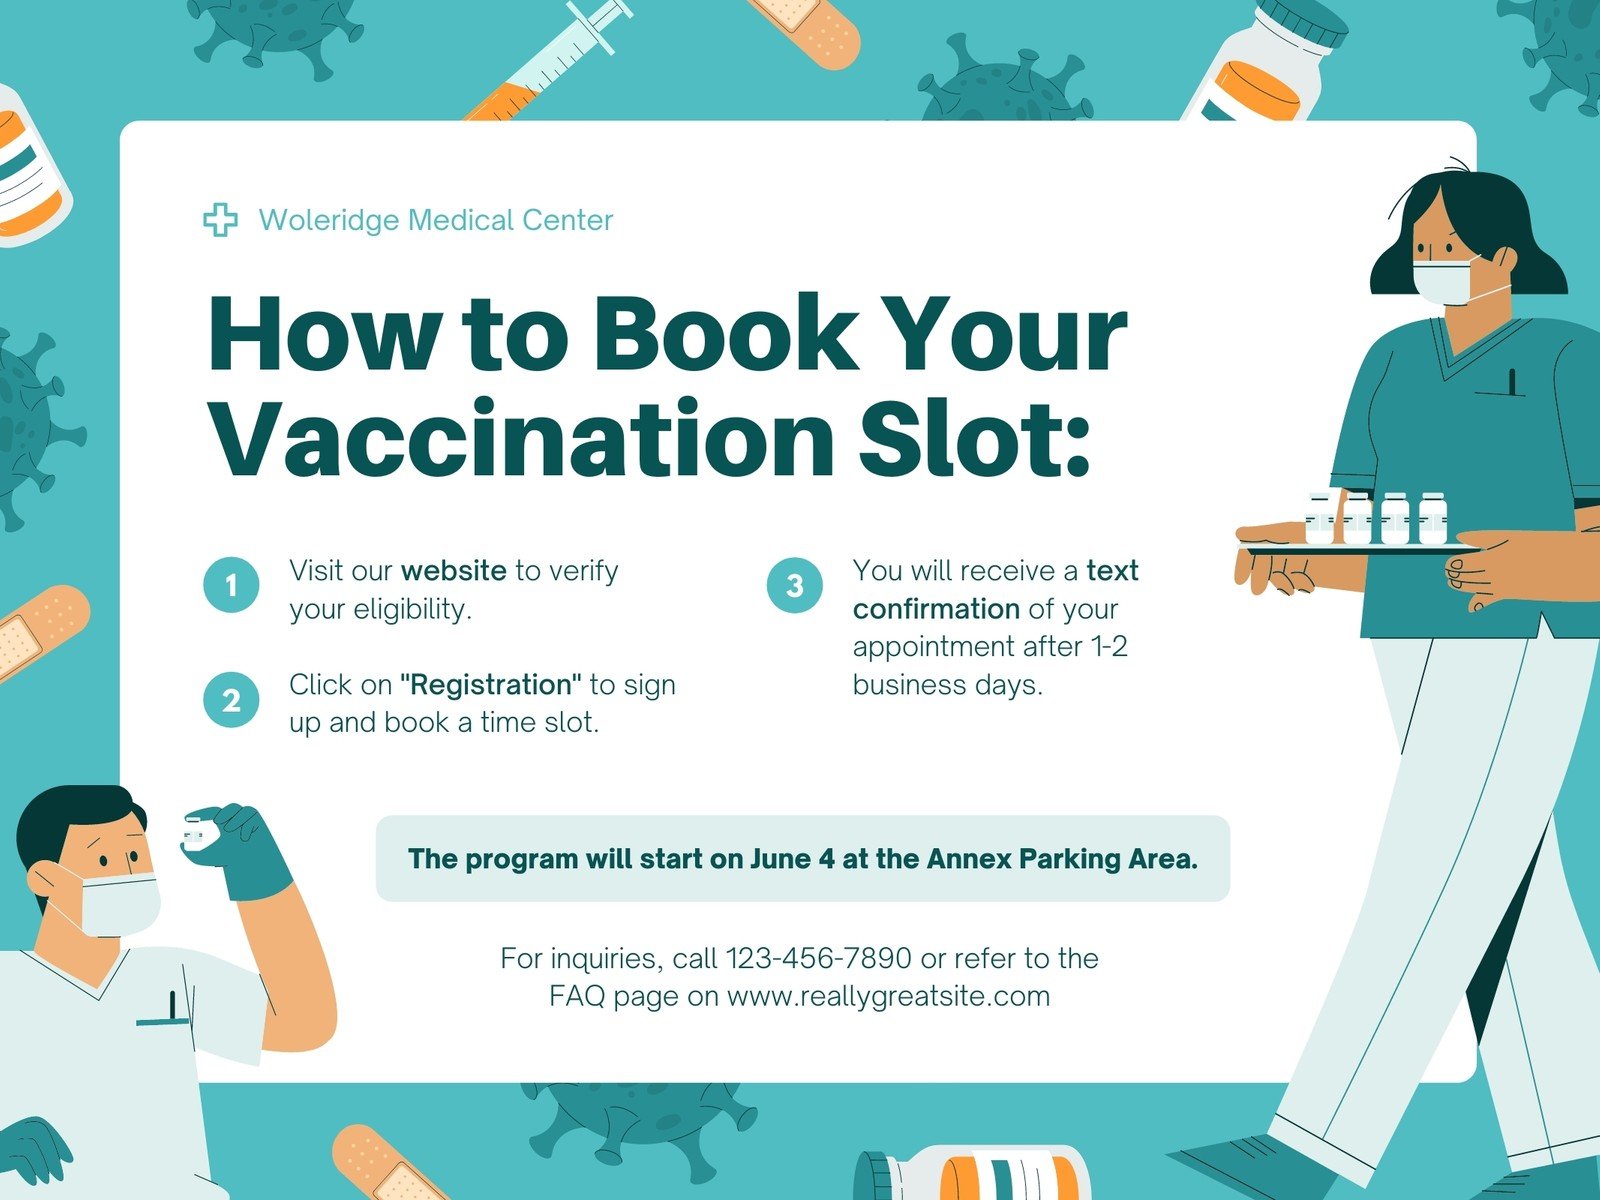 Woleridge Medical Center
How to Book Your
Vaccination Slot:
1
Visit our website to verify
your eligibility.
2
Click on "Registration" to sign
up and book a time slot.
3
You will receive a text
confirmation of your
appointment after 1-2
business days.
The program will start on June 4 at the Annex Parking Area.
For inquiries, call 123-456-7890 or refer to the
FAQ page on www.reallygreatsite.com